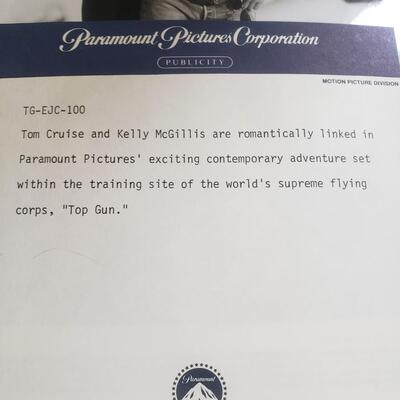 Paramount Pictures Corporation
PUBLICITY
MOTION PICTURE DIVISION
TG-EJC-100
Tom Cruise and Kelly McGillis are romantically linked in
Paramount Pictures' exciting contemporary adventure set
within the training site of the world's supreme flying
corps, "Top Gun."
Paramount